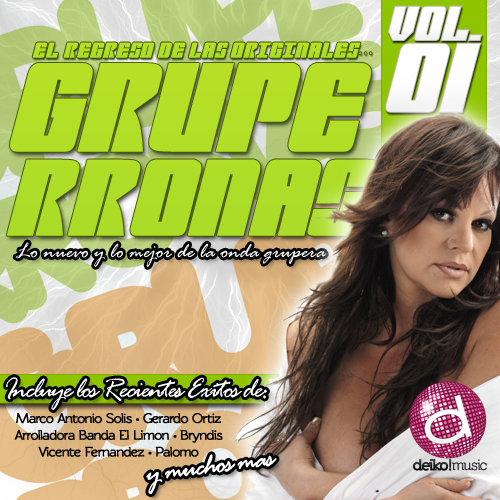 EL REGRESO DE LAS ORIGINALES...
VOL.
01
GRUPE
RRONAS
Lo nuevo y lo mejor de la onda grupera
Incluye los Recientes Exitos de:
Marco Antonio Solis • Gerardo Ortiz
Arrolladora Banda El Limon • Bryndis
Vicente Fernandez • Palomo
y muchos mas
d
deiko!music